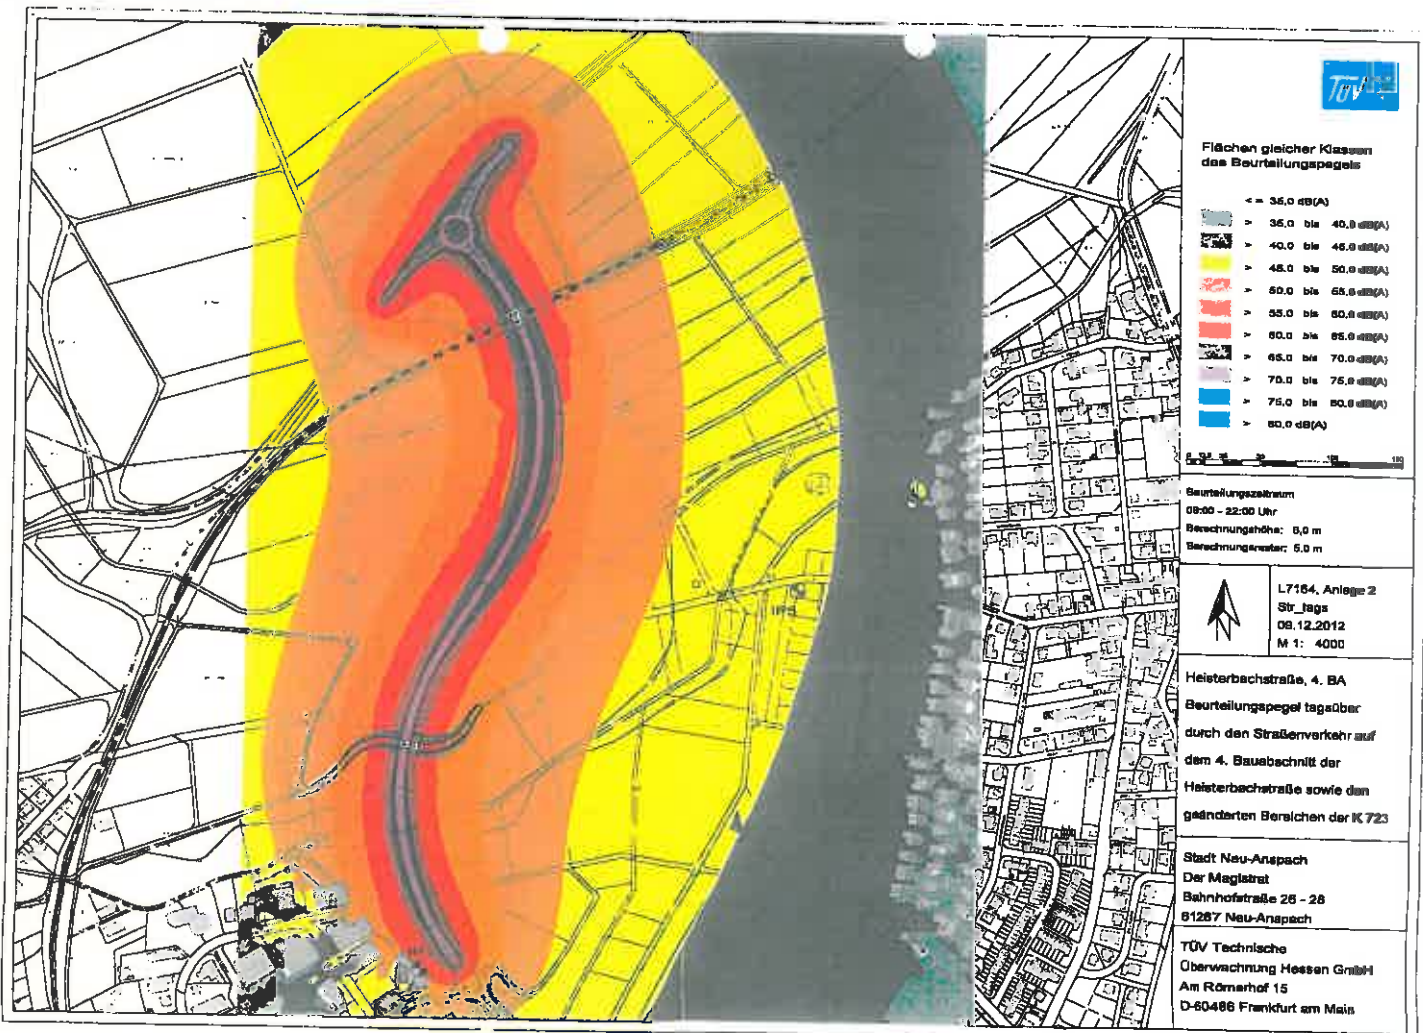 TÜV
Flächen gleicher Klassen
des Beurteilungspegels
<= 35,0 dB(A)
> 35,0 bis 40,0 dB(A)
> 40.0 bis 45.0 dB(A)
> 45.0 bis 50.0 dB(A)
> 50.0 bis 55.0 dB(A)
> 55.0 bis 60.0 dB(A)
> 60.0 bis 65.0 dB(A)
> 65.0 bis 70.0 dB(A)
> 70.0 bis 75.0 dB(A)
> 75,0 bis 80.0 dB(A)
> 80,0 dB(A)
Beurteilungszeitraum
06:00 - 22:00 Uhr
Berechnungshöhe: 6,0 m
Berechnungsraster: 5.0 m
L7164, Anlage 2
Str_tags
09.12.2012
M 1: 4000
Heisterbachstraße, 4. BA
Beurteilungspegel tagsüber
durch den Straßenverkehr auf
dem 4. Bauabschnitt der
Heisterbachstraße sowie den
geänderten Bereichen der K 723
Stadt Neu-Anspach
Der Magistrat
Bahnhofstraße 26 - 28
61267 Neu-Anspach
TÜV Technische
Überwachnung Hessen GmbH
Am Römerhof 15
D-60486 Frankfurt am Main